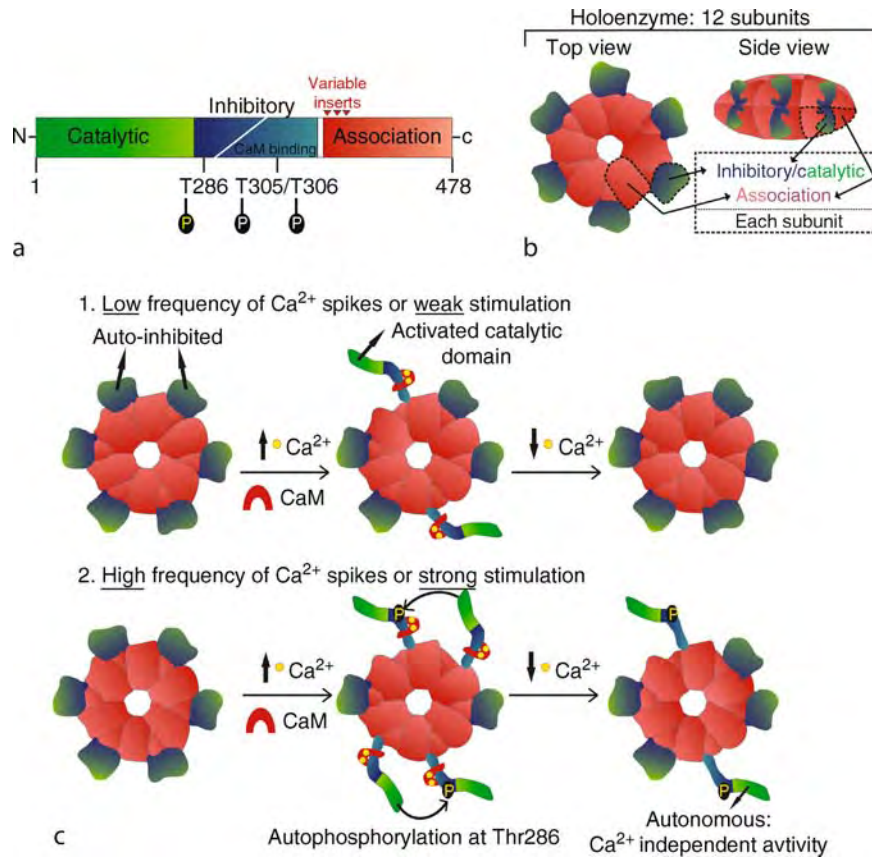 Variable
inserts
Inhibitory
N
Catalytic
CaM binding
Association
c
1
T286
T305/T306
478
P
P
P
a
Holoenzyme: 12 subunits
Top view
Side view
Inhibitory/catalytic
Association
Each subunit
b
1. Low frequency of Ca²⁺ spikes or weak stimulation
Auto-inhibited
Activated catalytic
domain
Ca²⁺
CaM
Ca²⁺
2. High frequency of Ca²⁺ spikes or strong stimulation
P
P
Ca²⁺
CaM
Ca²⁺
P
P
Autophosphorylation at Thr286
Autonomous:
Ca²⁺ independent avtivity
c